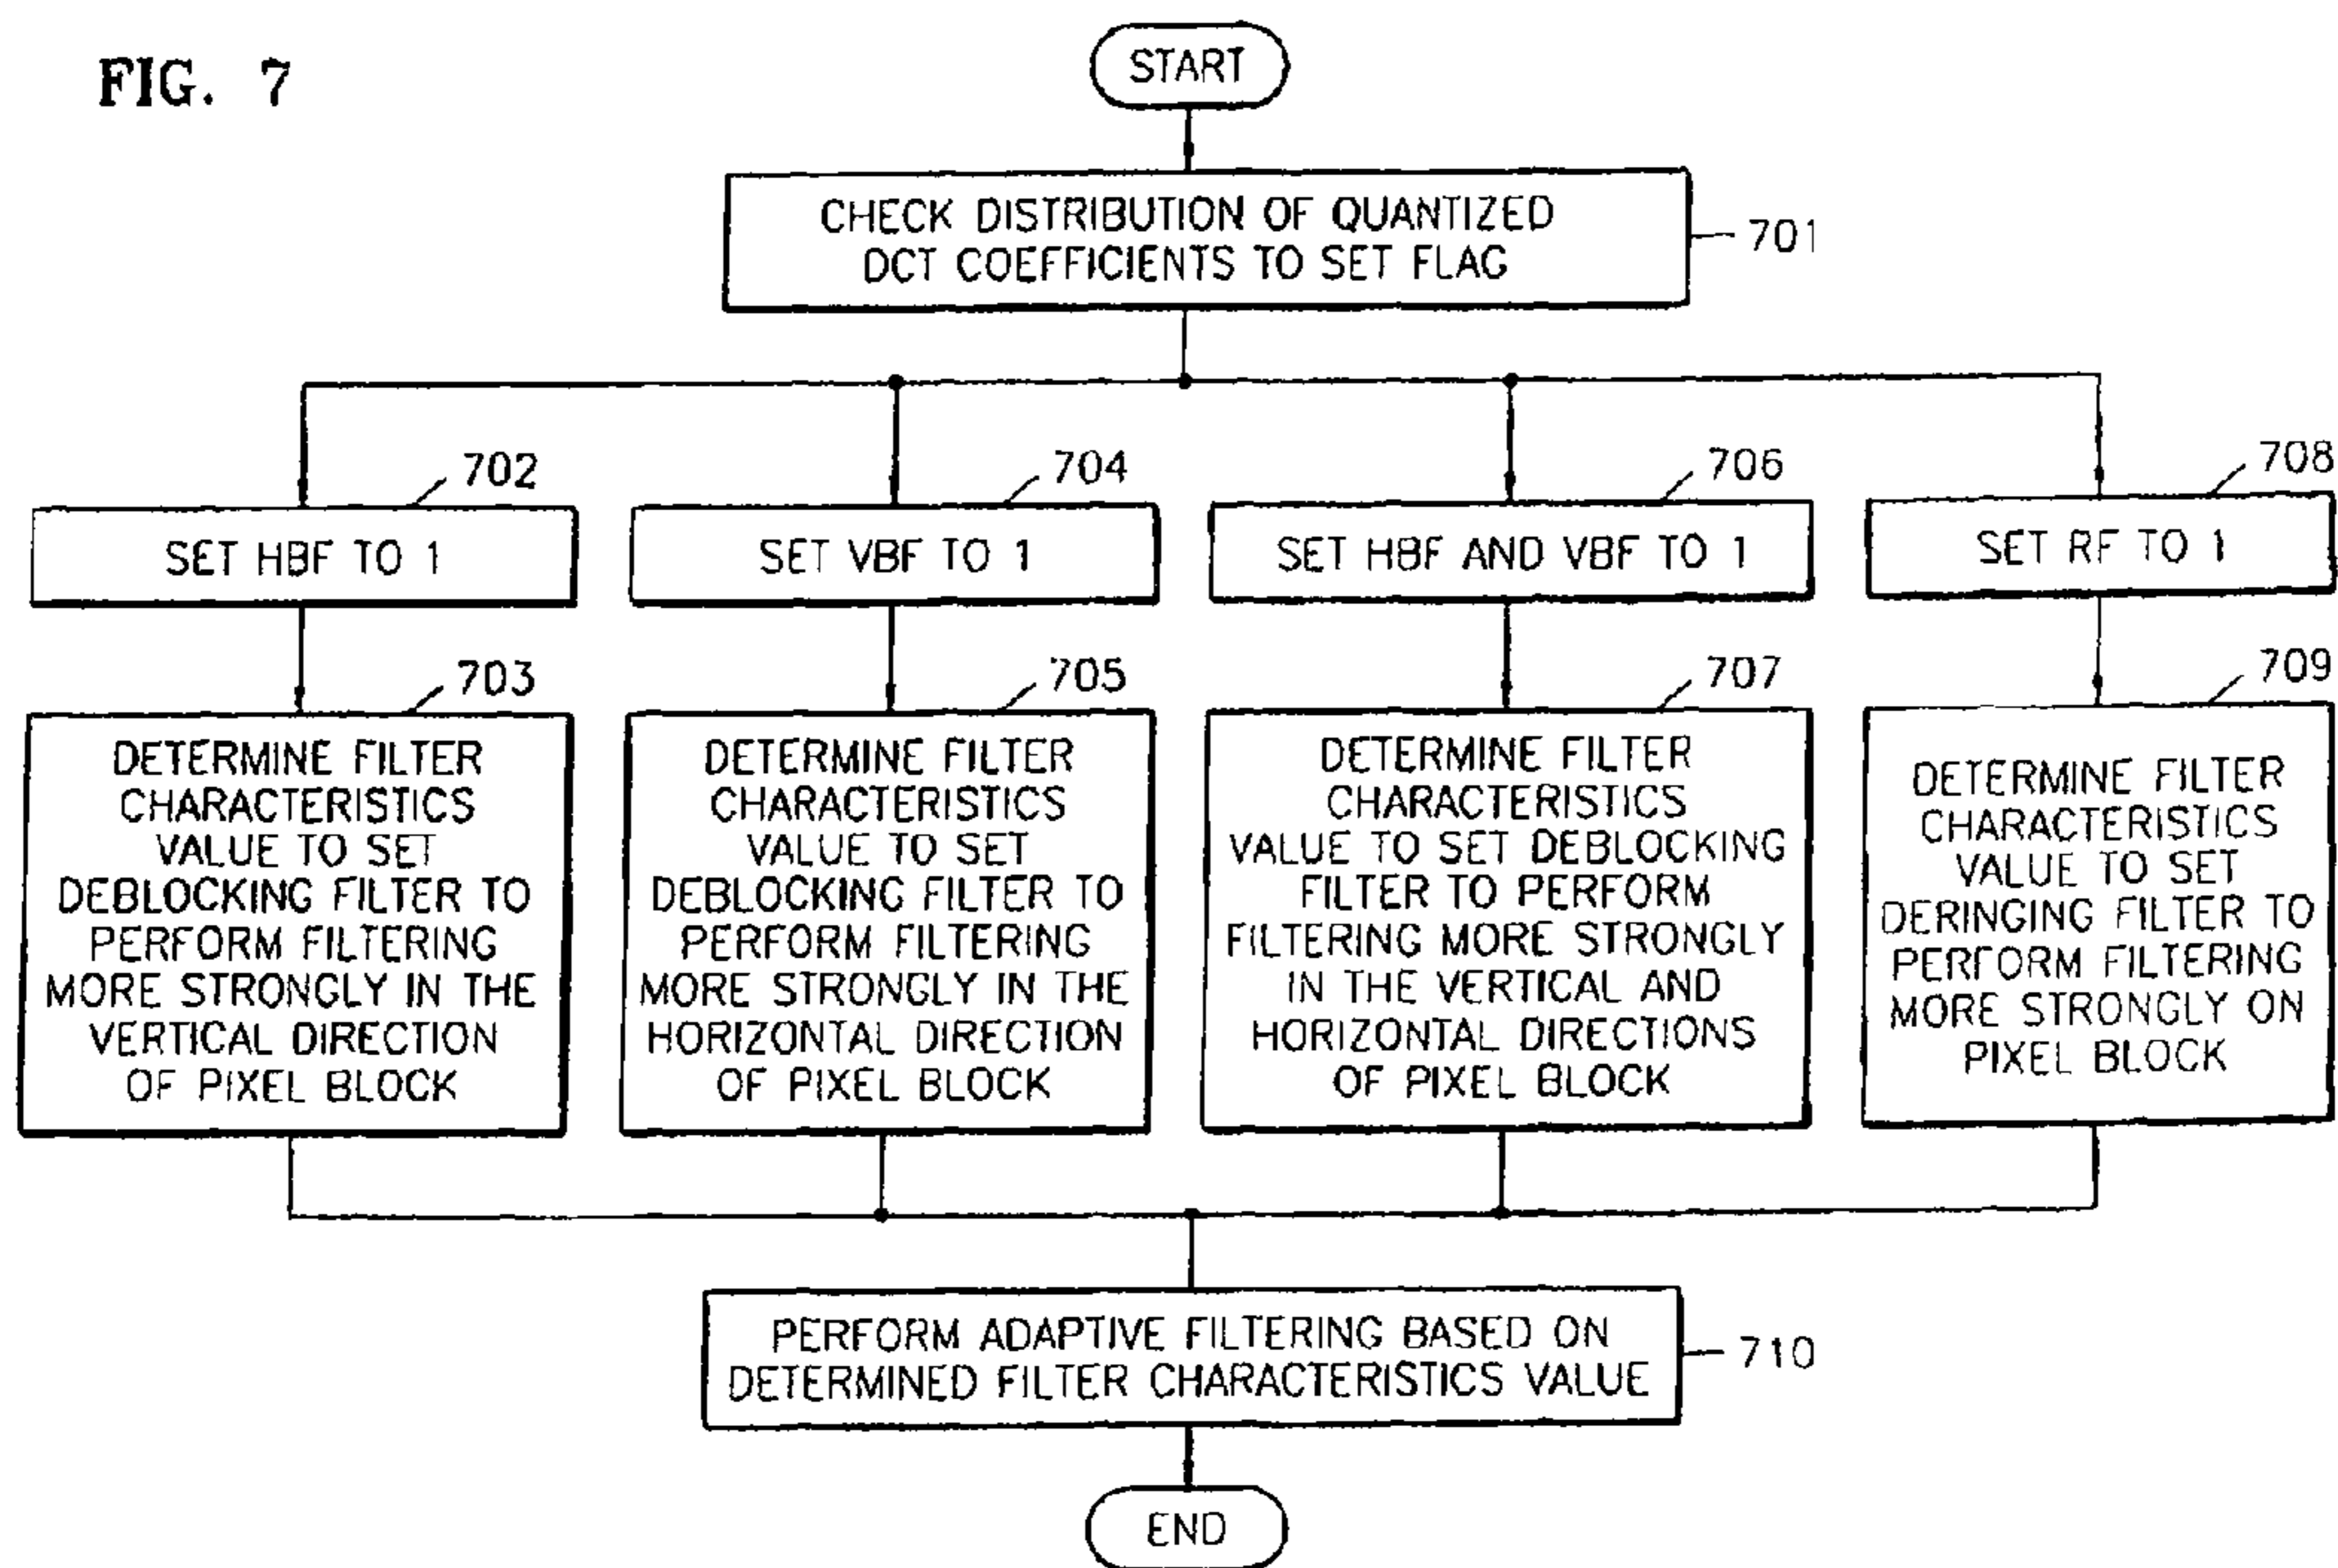 FIG. 7
START
CHECK DISTRIBUTION OF QUANTIZED
DCT COEFFICIENTS TO SET FLAG
701
702
SET HBF TO 1
704
SET VBF TO 1
706
SET HBF AND VBF TO 1
708
SET RF TO 1
703
DETERMINE FILTER
CHARACTERISTICS
VALUE TO SET
DEBLOCKING FILTER TO
PERFORM FILTERING
MORE STRONGLY IN THE
VERTICAL DIRECTION
OF PIXEL BLOCK
705
DETERMINE FILTER
CHARACTERISTICS
VALUE TO SET
DEBLOCKING FILTER TO
PERFORM FILTERING
MORE STRONGLY IN THE
HORIZONTAL DIRECTION
OF PIXEL BLOCK
707
DETERMINE FILTER
CHARACTERISTICS
VALUE TO SET DEBLOCKING
FILTER TO PERFORM
FILTERING MORE STRONGLY
IN THE VERTICAL AND
HORIZONTAL DIRECTIONS
OF PIXEL BLOCK
709
DETERMINE FILTER
CHARACTERISTICS
VALUE TO SET
DERINGING FILTER TO
PERFORM FILTERING
MORE STRONGLY ON
PIXEL BLOCK
PERFORM ADAPTIVE FILTERING BASED ON
DETERMINED FILTER CHARACTERISTICS VALUE
710
END